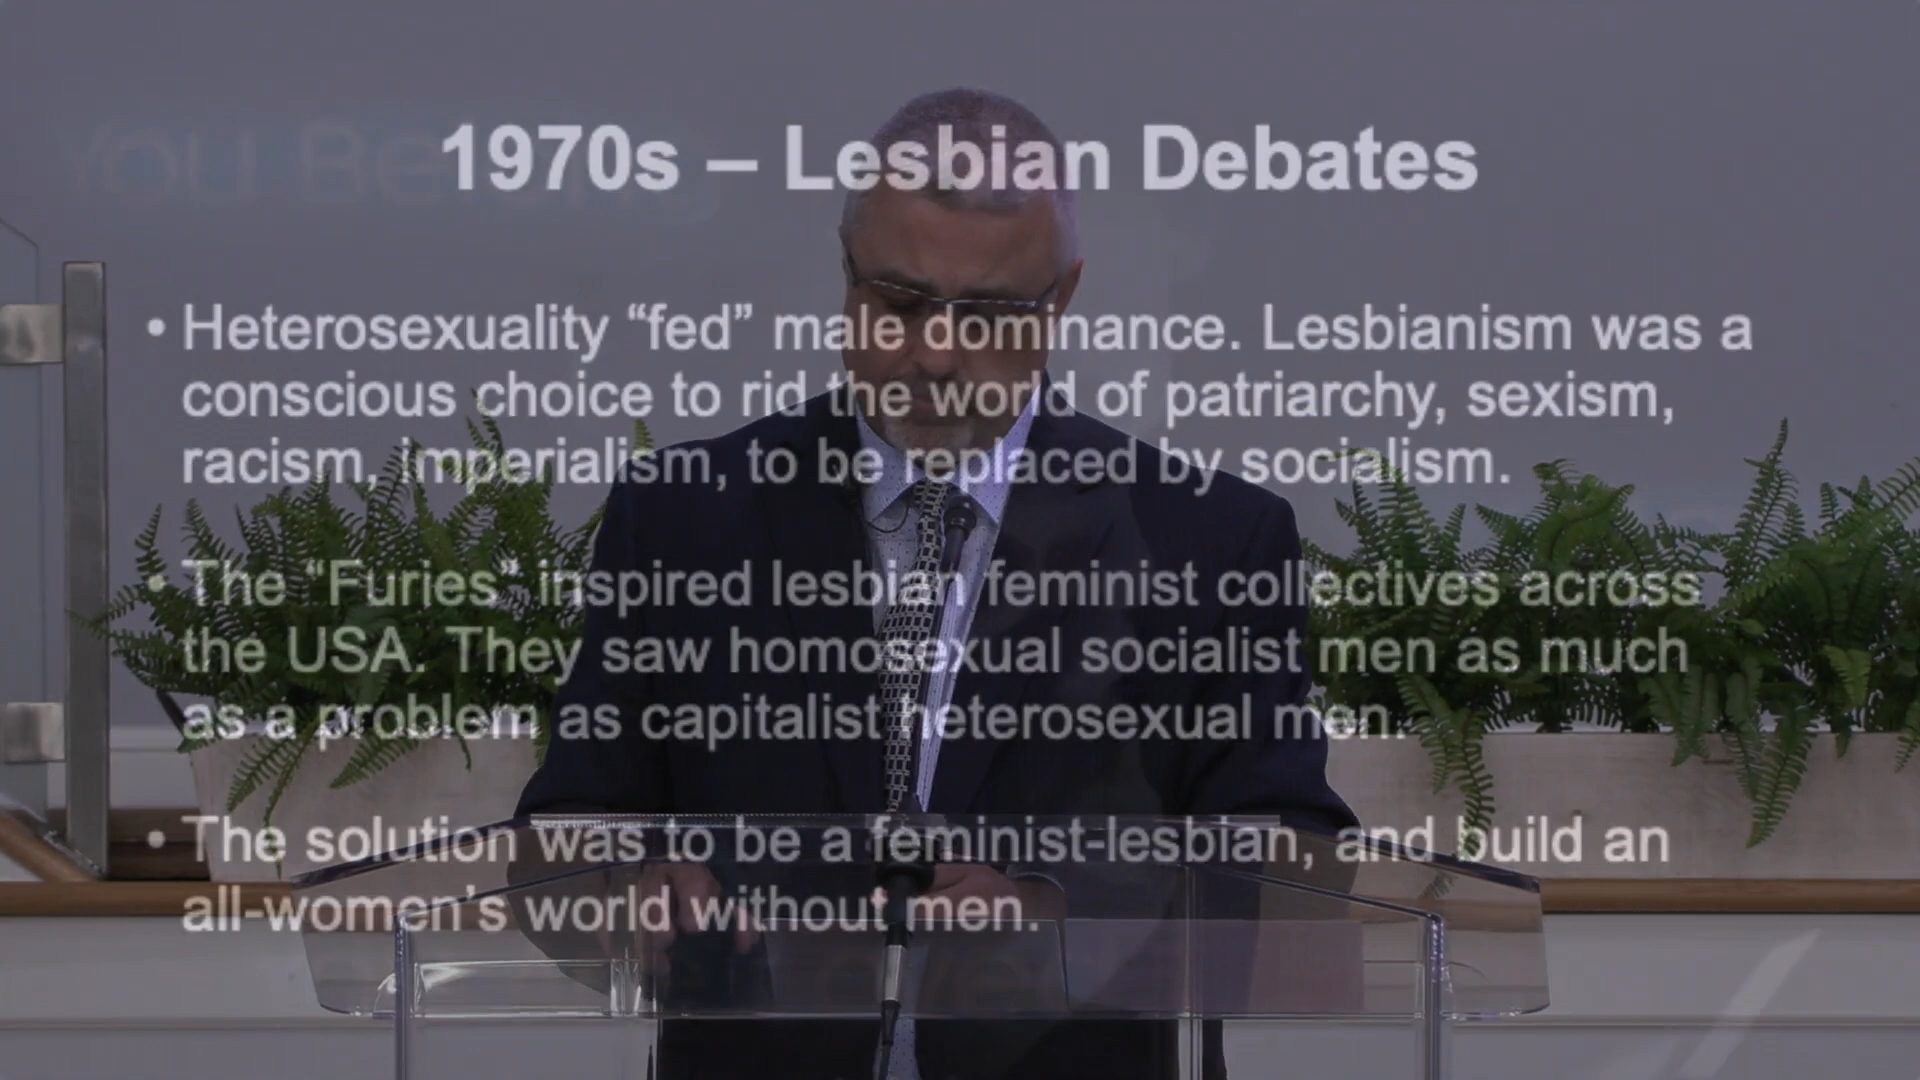 You Belong
1970s – Lesbian Debates
• Heterosexuality “fed” male dominance. Lesbianism was a
conscious choice to rid the world of patriarchy, sexism,
racism, imperialism, to be replaced by socialism.
• The “Furies” inspired lesbian feminist collectives across
the USA. They saw homosexual socialist men as much
as a problem as capitalist heterosexual men.
• The solution was to be a feminist-lesbian, and build an
all-women’s world without men.